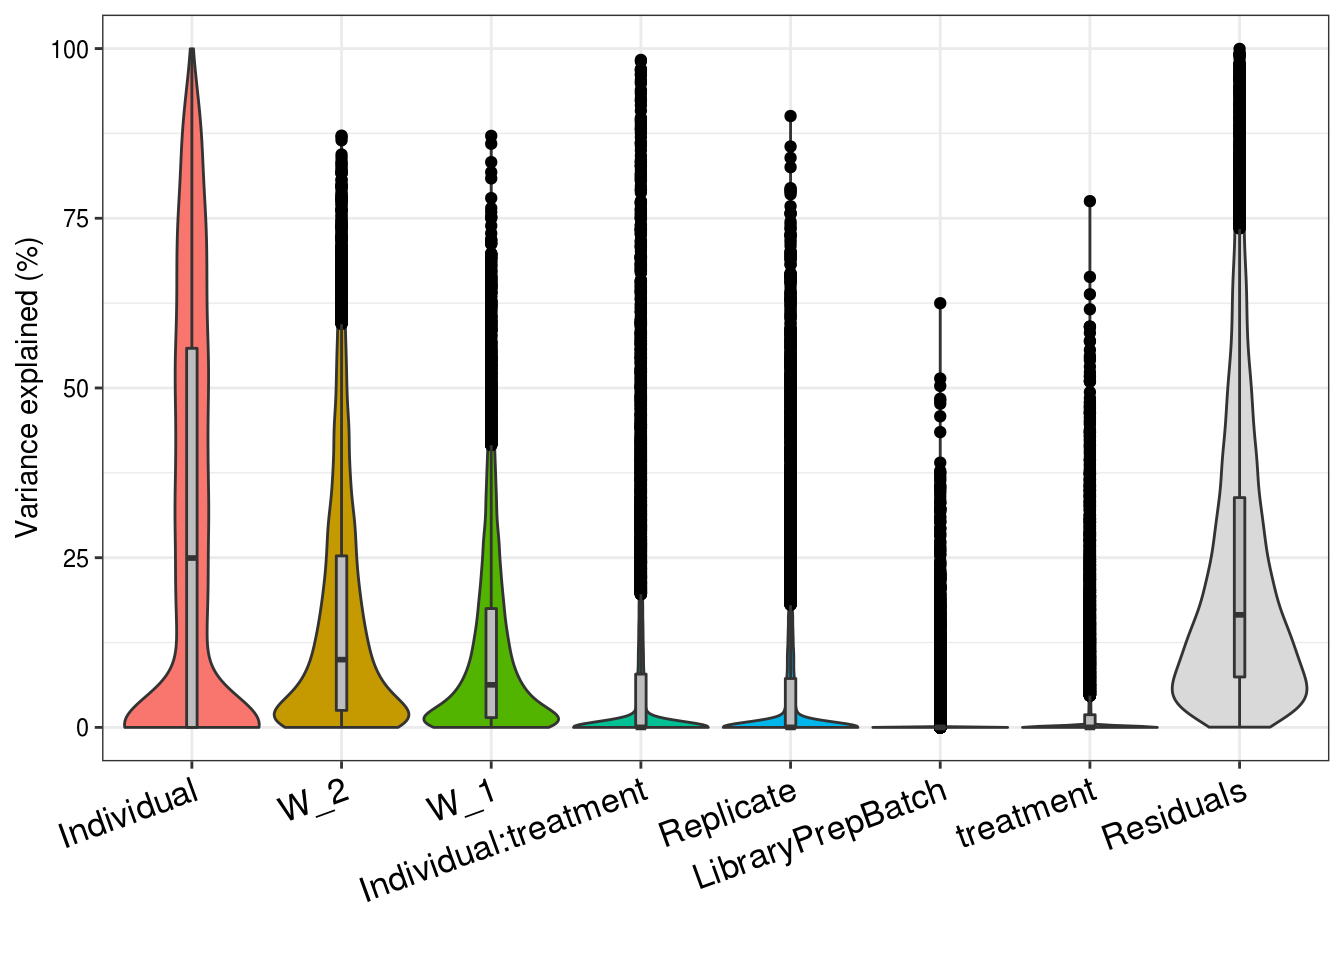 Variance explained (%)
100
75
50
25
0
Individual
W_2
W_1
Individual:treatment
Replicate
LibraryPrepBatch
treatment
Residuals